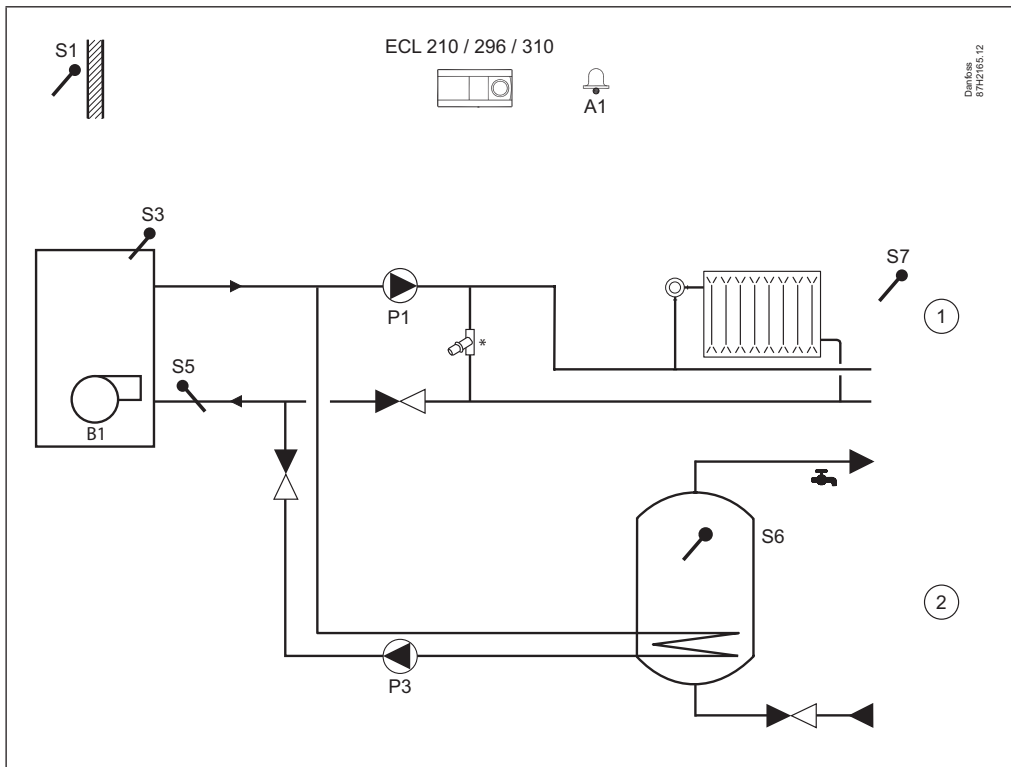 S1
ECL 210 / 296 / 310
A1
Danfoss
87H2165.12
S3
S7
P1
*
1
S5
B1
S6
2
P3